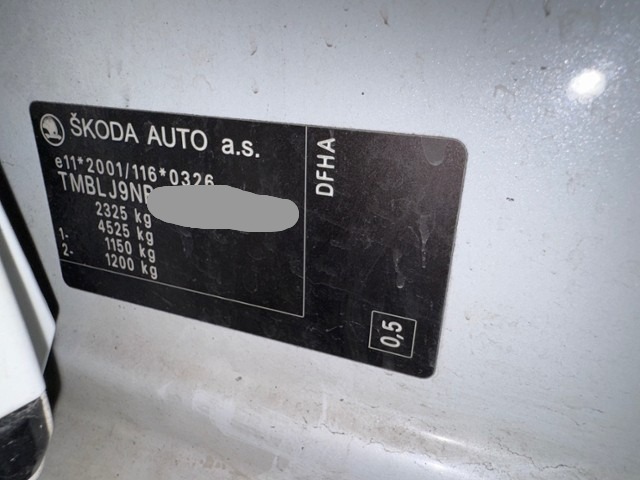 ŠKODA AUTO a.s.
e11*2001/116*0326
TMBLJ9NP
2325 kg
4525 kg
1. 1150 kg
2. 1200 kg
DFHA
0,5